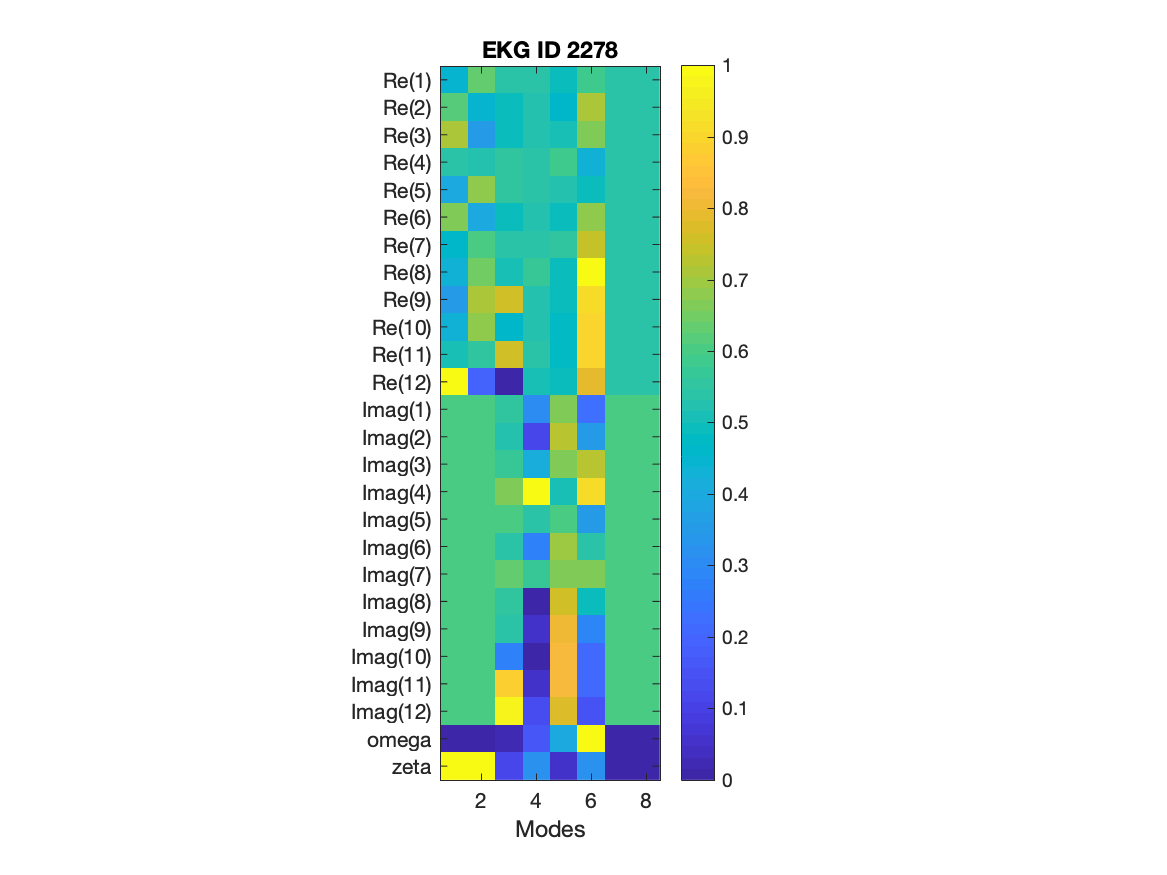 EKG ID 2278
Re(1)
Re(2)
Re(3)
Re(4)
Re(5)
Re(6)
Re(7)
Re(8)
Re(9)
Re(10)
Re(11)
Re(12)
Imag(1)
Imag(2)
Imag(3)
Imag(4)
Imag(5)
Imag(6)
Imag(7)
Imag(8)
Imag(9)
Imag(10)
Imag(11)
Imag(12)
omega
zeta
2 4 6 8
Modes
1
0.9
0.8
0.7
0.6
0.5
0.4
0.3
0.2
0.1
0